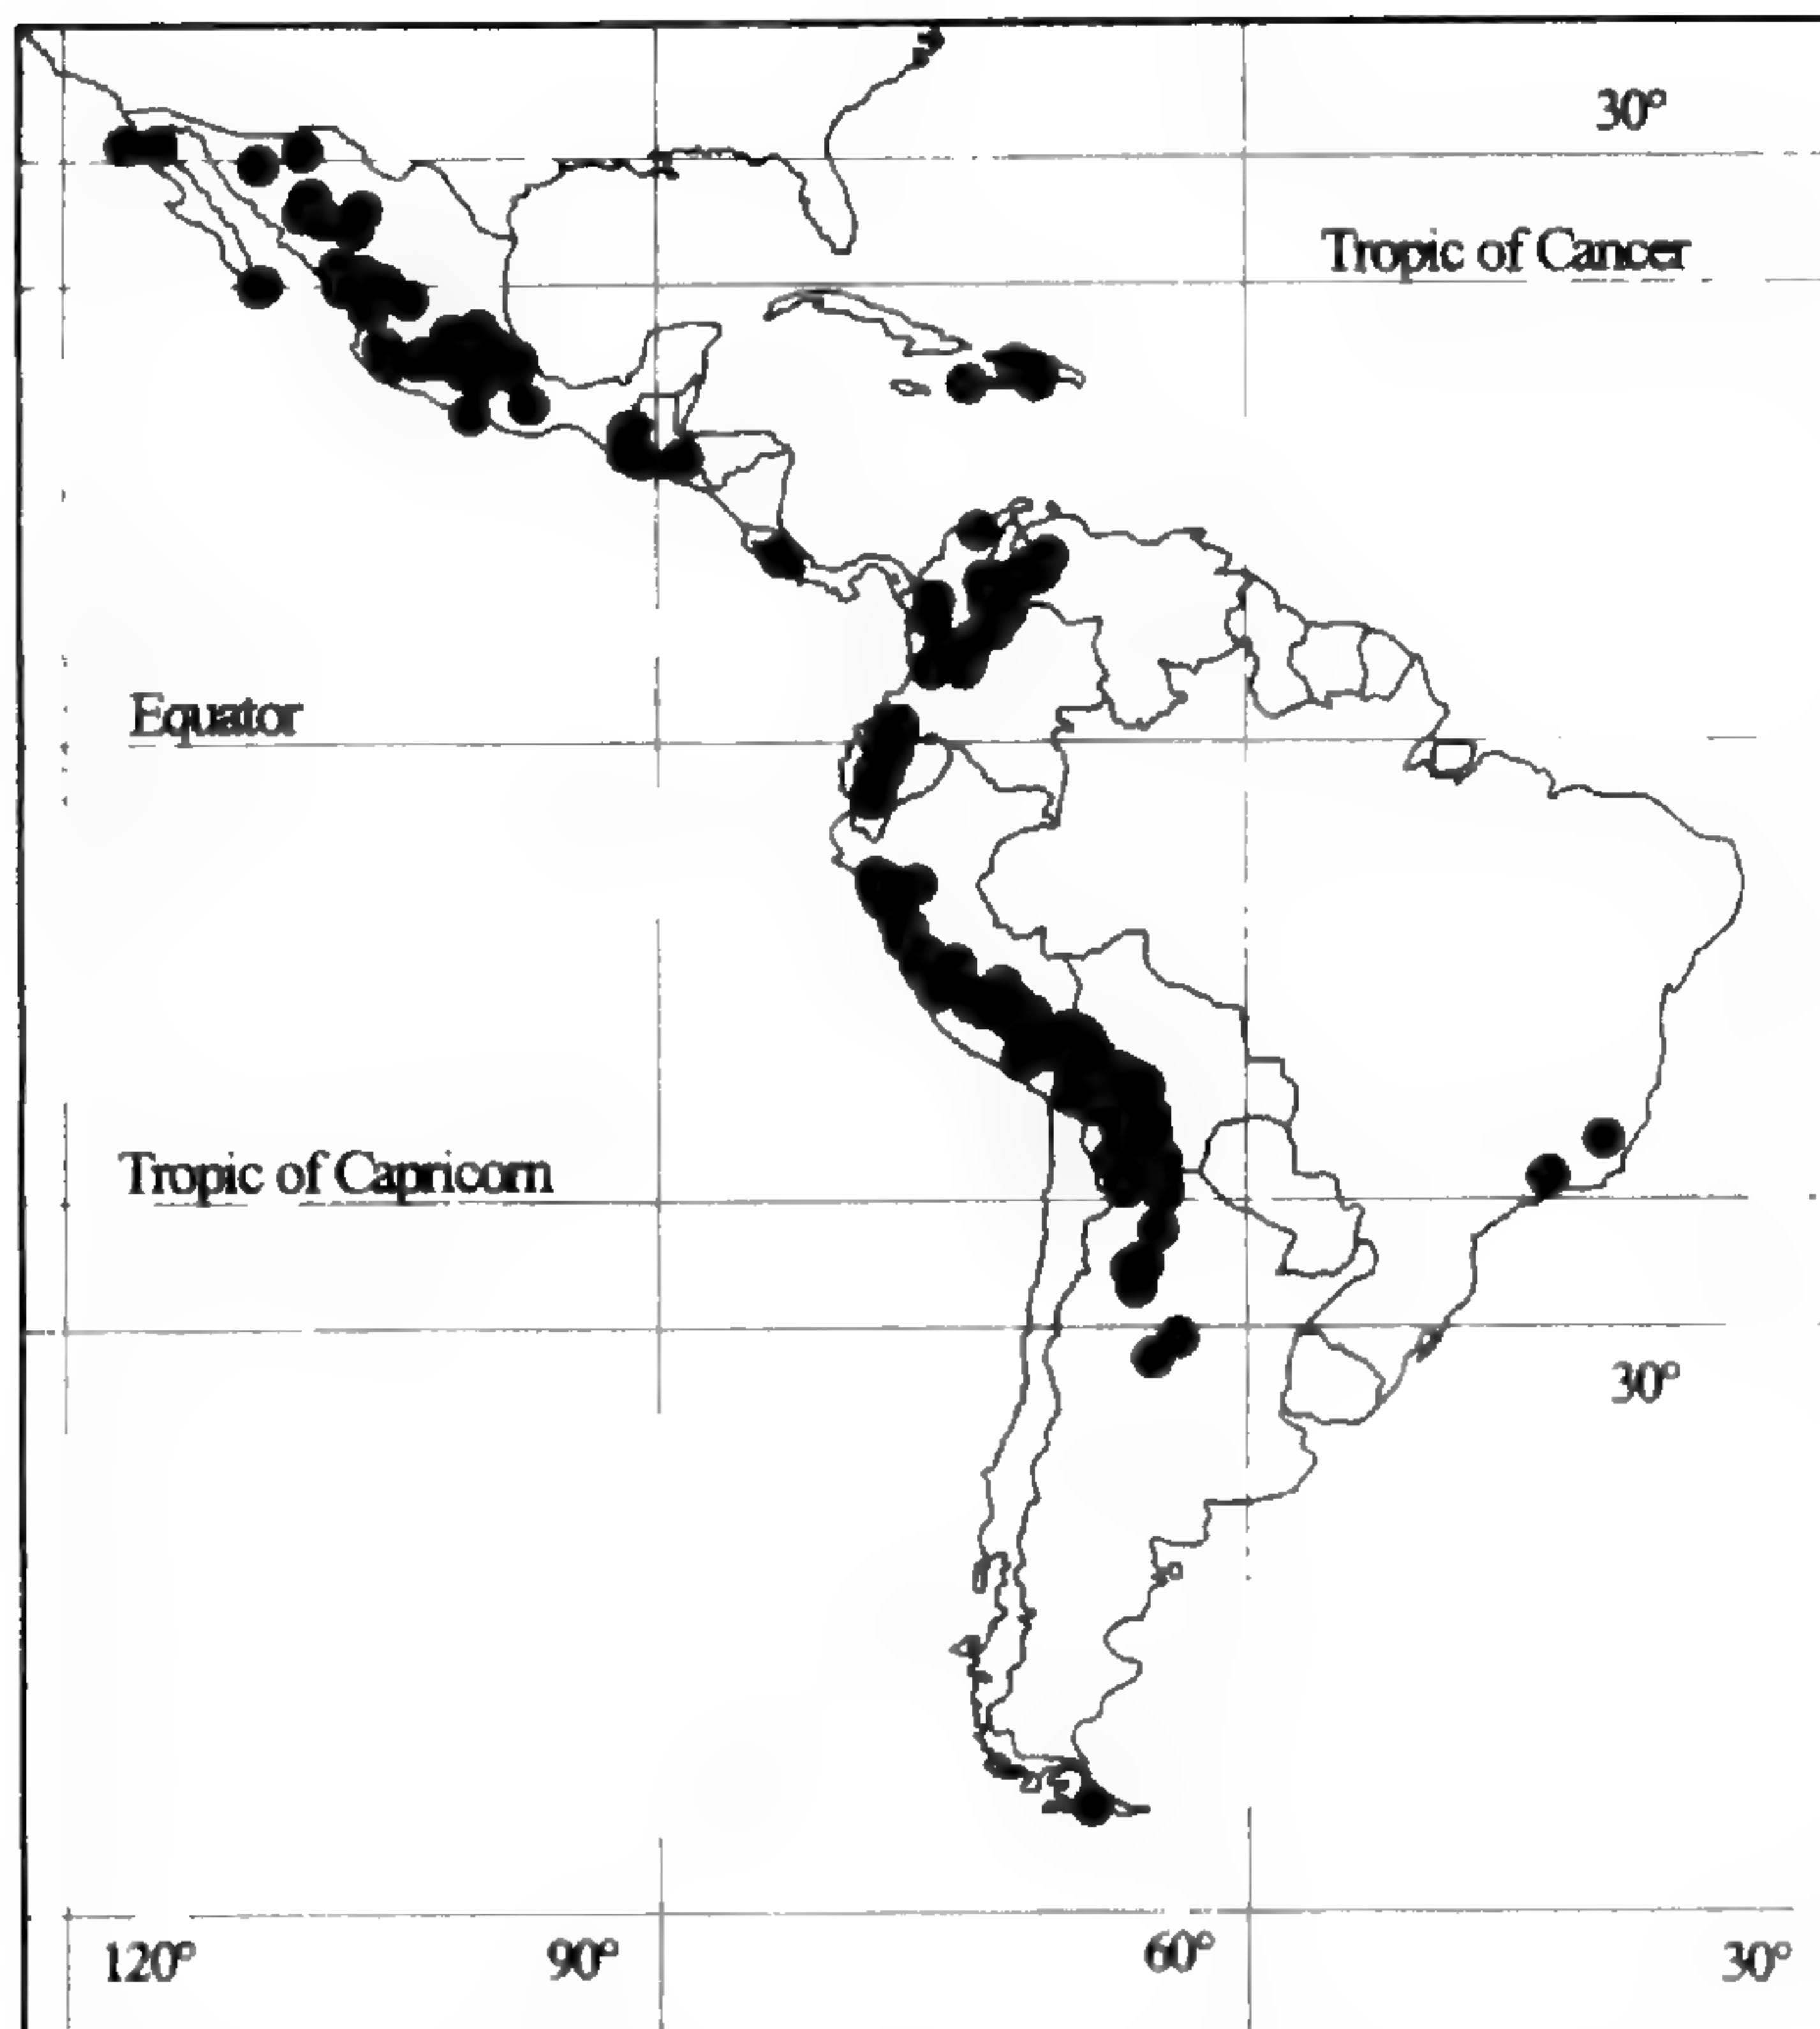 30°
Tropic of Cancer
Equator
Tropic of Capricorn
30°
120° 90° 60° 30°